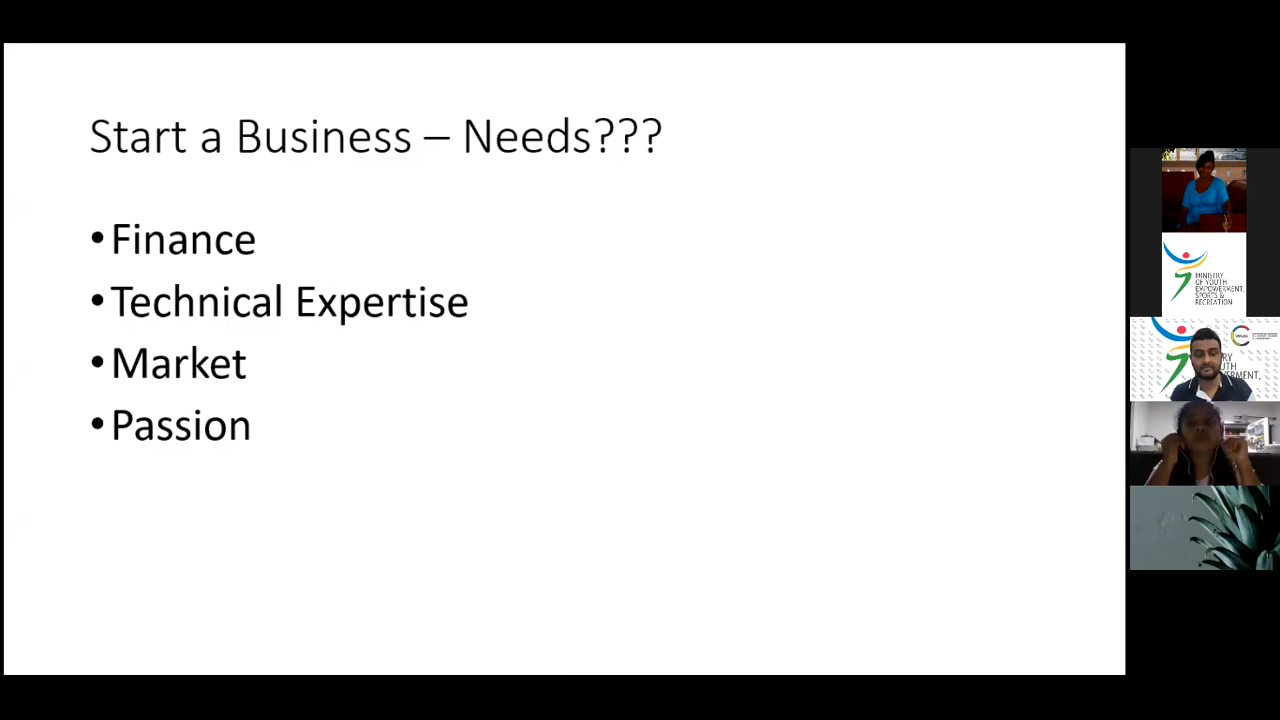 Start a Business – Needs???
•Finance
•Technical Expertise
•Market
•Passion
MINISTRY
OF YOUTH
EMPOWERMENT,
SPORTS &
RECREATION